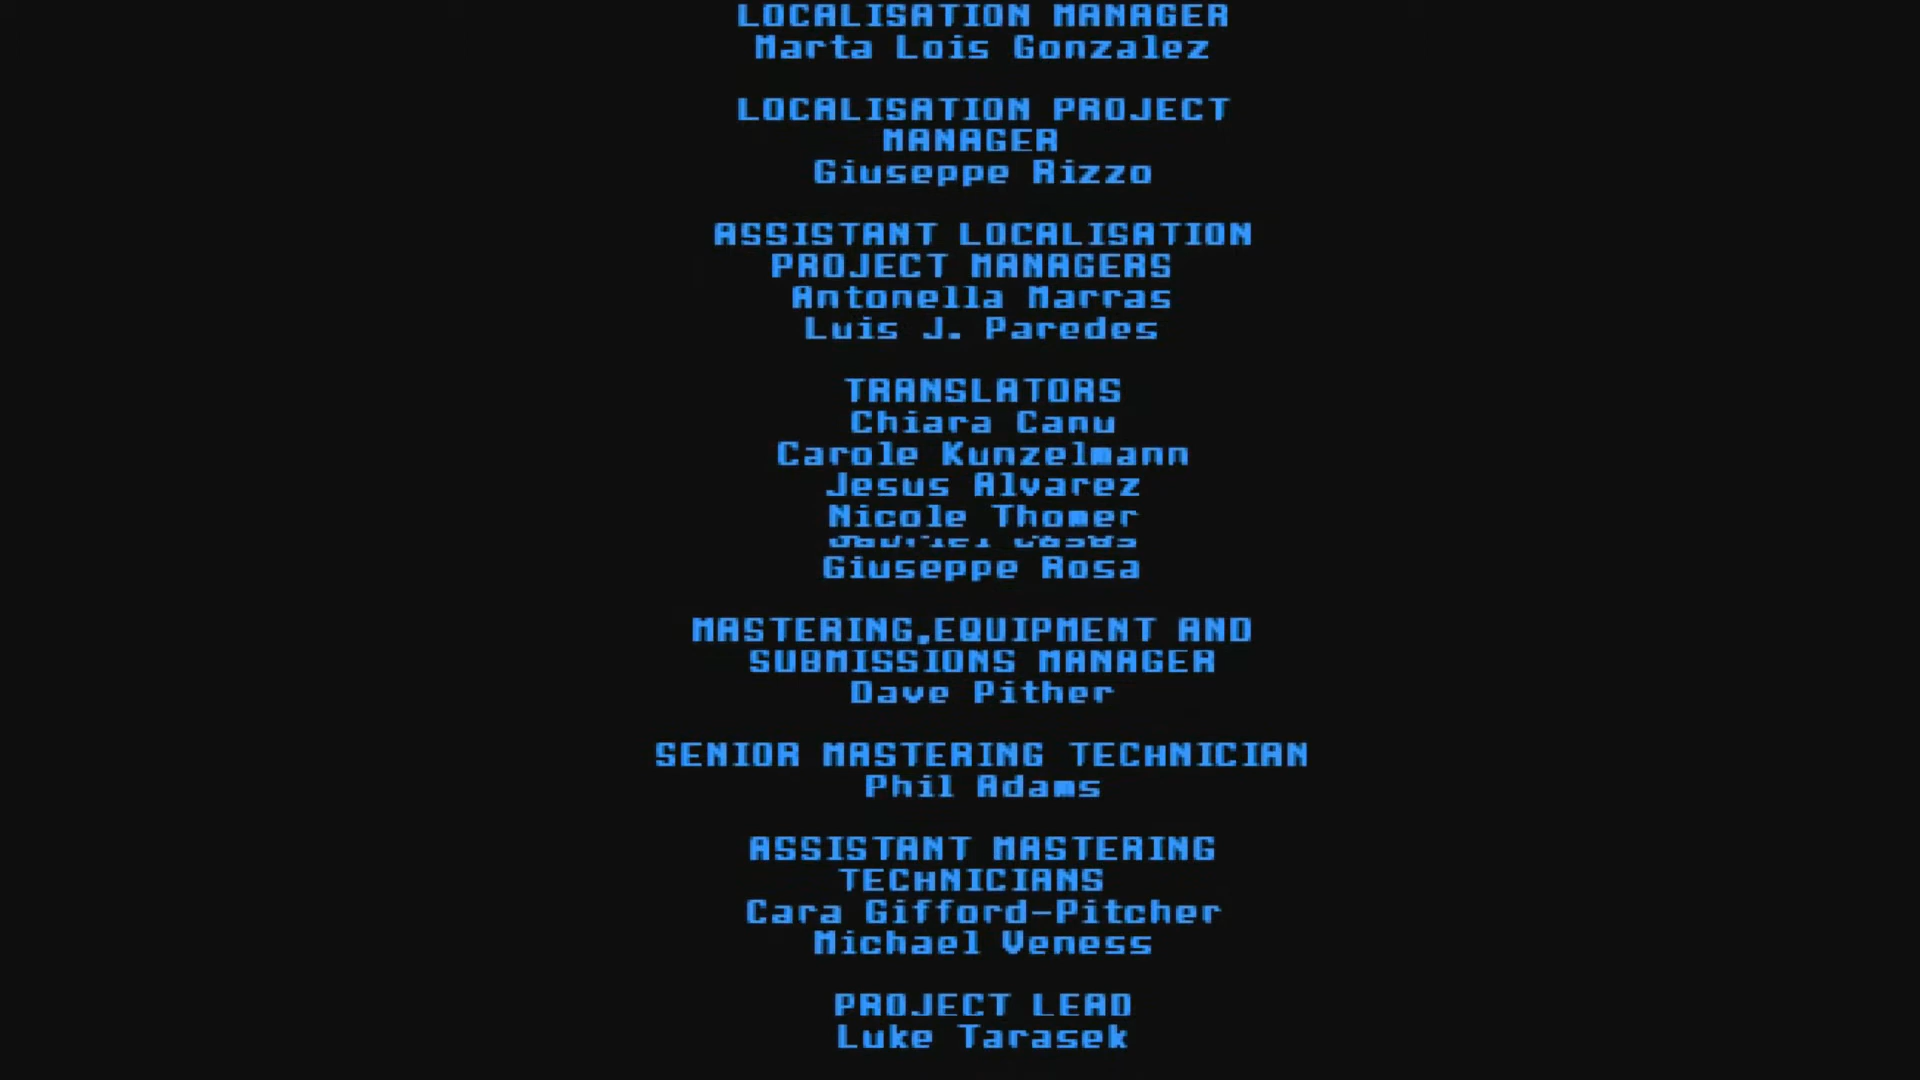 LOCALISATION MANAGER
Marta Lois Gonzalez
LOCALISATION PROJECT
MANAGER
Giuseppe Rizzo
ASSISTANT LOCALISATION
PROJECT MANAGERS
Antonella Marras
Luis J. Paredes
TRANSLATORS
Chiara Canu
Carole Kunzelmann
Jesus Alvarez
Nicole Thomer
Giuseppe Rosa
MASTERING,EQUIPMENT AND
SUBMISSIONS MANAGER
Dave Pither
SENIOR MASTERING TECHNICIAN
Phil Adams
ASSISTANT MASTERING
TECHNICIANS
Cara Gifford-Pitcher
Michael Veness
PROJECT LEAD
Luke Tarasek